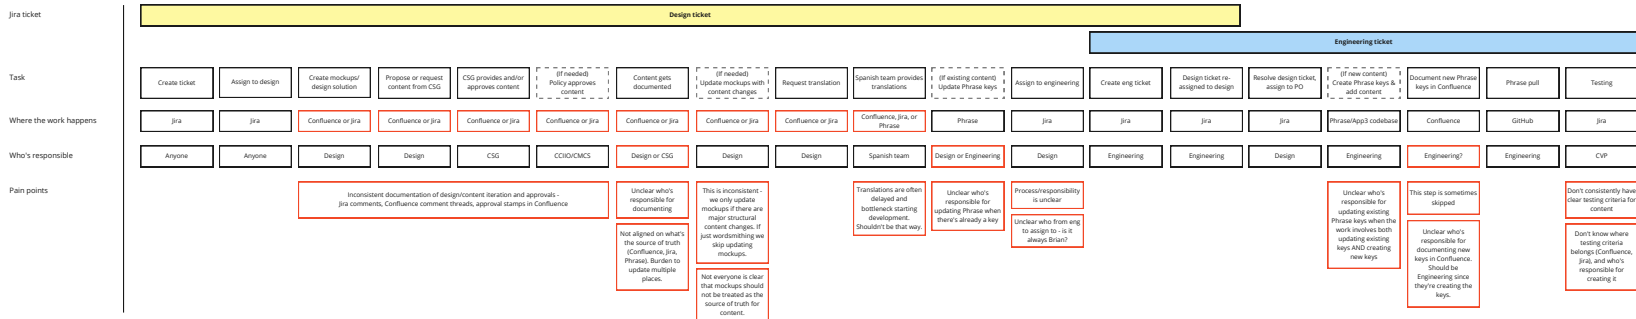 Jira ticket
Design ticket
Engineering ticket
Task
Create ticket
Assign to design
Create mockups/
design solution
Propose or request
content from CSG
CSG provides and/or
approves content
(If needed)
Policy approves
content
Content gets
documented
(If needed)
Update mockups with
content changes
Request translation
Spanish team provides
translations
(If existing content)
Update Phrase keys
Assign to engineering
Create eng ticket
Design ticket re-
assigned to design
Resolve design ticket,
assign to PO
(If new content)
Create Phrase keys &
add content
Document new Phrase
keys in Confluence
Phrase pull
Testing
Where the work happens
Jira
Jira
Confluence or Jira
Confluence or Jira
Confluence or Jira
Confluence or Jira
Confluence or Jira
Confluence or Jira
Confluence or Jira
Confluence, Jira, or
Phrase
Phrase
Jira
Jira
Jira
Jira
Phrase/App3 codebase
Confluence
GitHub
Jira
Who's responsible
Anyone
Anyone
Design
Design
CSG
CCIIO/CMCS
Design or CSG
Design
Design
Spanish team
Design or Engineering
Design
Engineering
Engineering
Design
Engineering
Engineering?
Engineering
CVP
Pain points
Inconsistent documentation of design/content iteration and approvals -
Jira comments, Confluence comment threads, approval stamps in Confluence
Unclear who's
responsible for
documenting
Not aligned on what's
the source of truth
(Confluence, Jira,
Phrase). Burden to
update multiple
places.
This is inconsistent -
we only update
mockups if there are
major structural
content changes. If
just wordsmithing we
skip updating
mockups.
Not everyone is clear
that mockups should
not be treated as the
source of truth for
content.
Translations are often
delayed and
bottleneck starting
development.
Shouldn't be that way.
Unclear who's
responsible for
updating Phrase when
there's already a key
Process/responsibility
is unclear
Unclear who from eng
to assign to - is it
always Brian?
Unclear who's
responsible for
updating existing
Phrase keys when the
work involves both
updating existing
keys AND creating
new keys
This step is sometimes
skipped
Unclear who's
responsible for
documenting new
keys in Confluence.
Should be
Engineering since
they're creating the
keys.
Don't consistently have
clear testing criteria for
content
Don't know where
testing criteria
belongs (Confluence,
Jira), and who's
responsible for
creating it